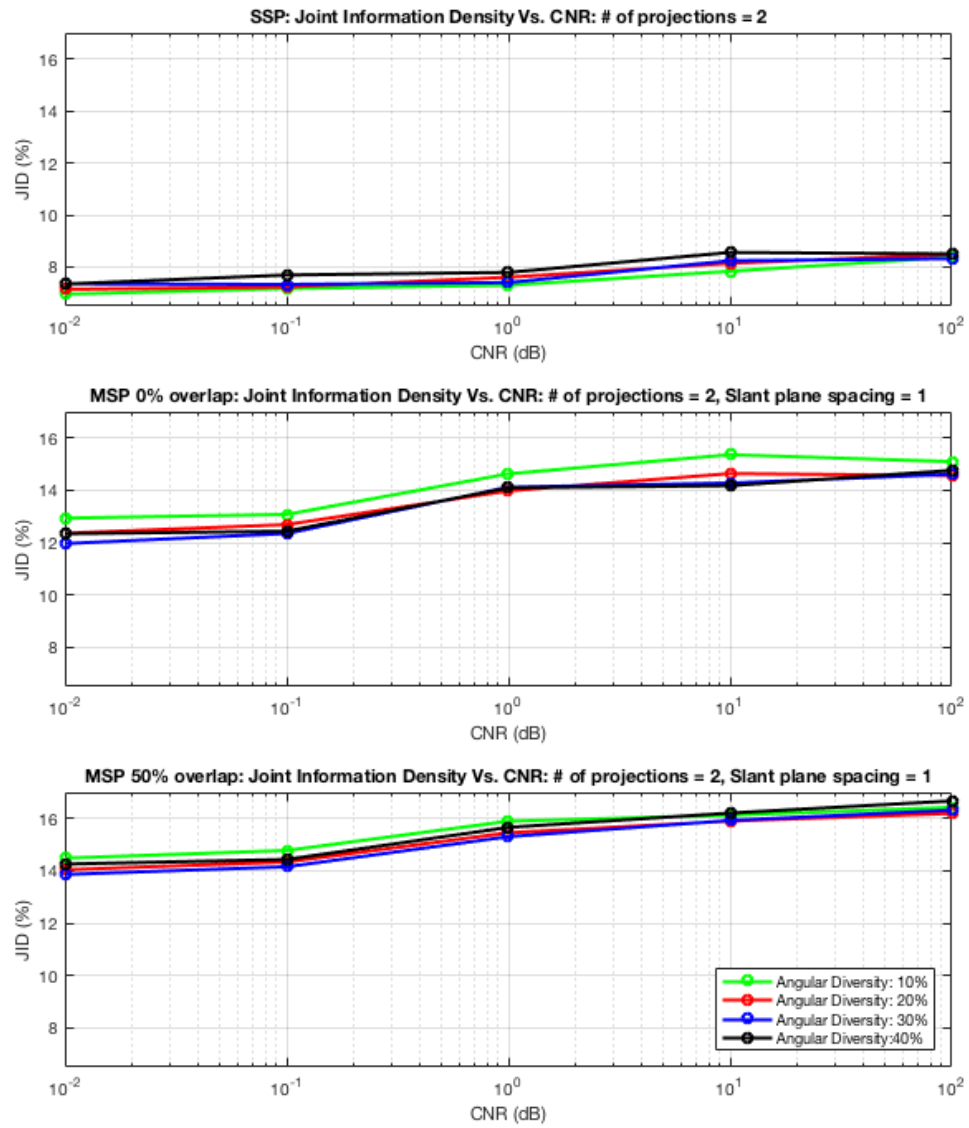 SSP: Joint Information Density Vs. CNR: # of projections = 2
16
14
12
10
8
JID (%)
10^-2 10^-1 10^0 10^1 10^2
CNR (dB)
MSP 0% overlap: Joint Information Density Vs. CNR: # of projections = 2, Slant plane spacing = 1
16
14
12
10
8
JID (%)
10^-2 10^-1 10^0 10^1 10^2
CNR (dB)
MSP 50% overlap: Joint Information Density Vs. CNR: # of projections = 2, Slant plane spacing = 1
16
14
12
10
8
JID (%)
Angular Diversity: 10%
Angular Diversity: 20%
Angular Diversity: 30%
Angular Diversity:40%
10^-2 10^-1 10^0 10^1 10^2
CNR (dB)